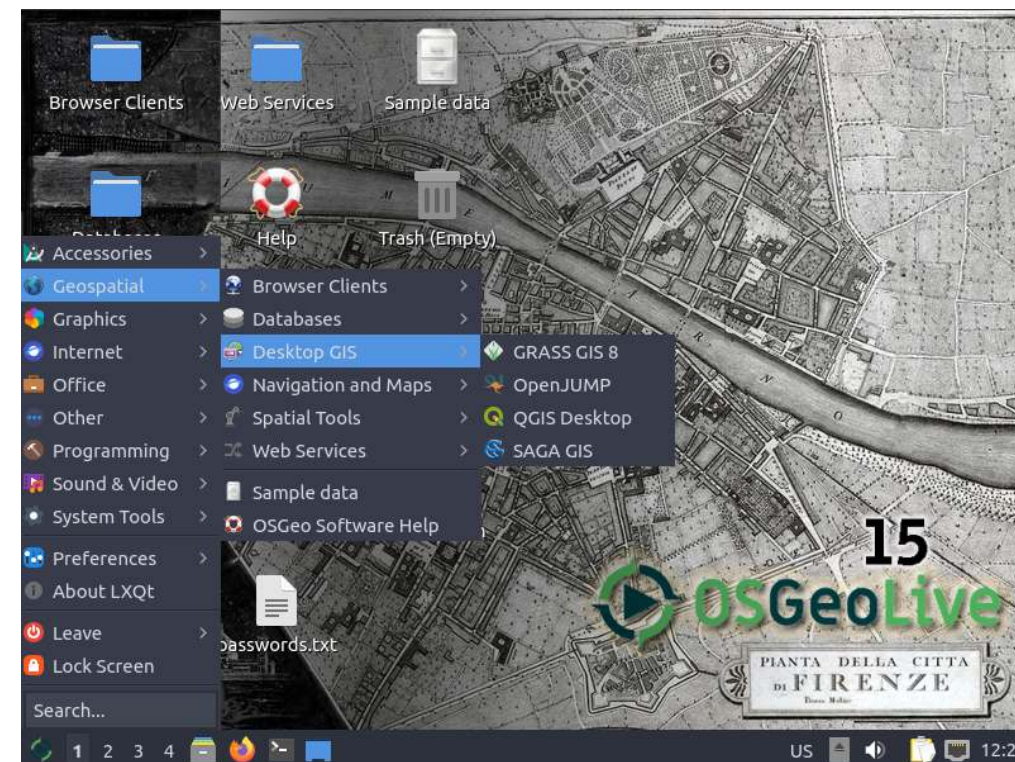 Browser Clients
Web Services
Sample data
Help
Trash (Empty)
Accessories
Geospatial
Graphics
Internet
Office
Other
Programming
Sound & Video
System Tools
Preferences
About LXQt
Leave
Lock Screen
Search...
Browser Clients
Databases
Desktop GIS
Navigation and Maps
Spatial Tools
Web Services
Sample data
OSGeo Software Help
GRASS GIS 8
OpenJUMP
QGIS Desktop
SAGA GIS
passwords.txt
A
R
N
O
15
OSGeoLive
PIANTA DELLA CITTA
DI FIRENZE
1 2 3 4
US
12:2